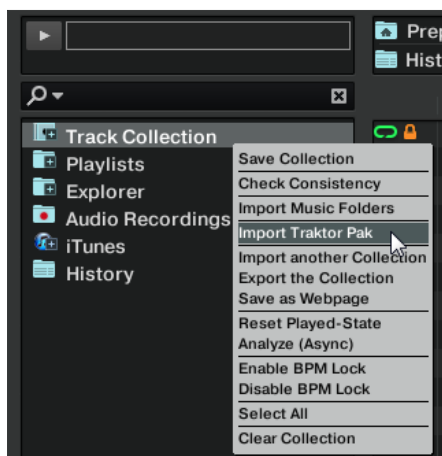 Prep
Hist
Track Collection
Playlists
Explorer
Audio Recordings
iTunes
History
Save Collection
Check Consistency
Import Music Folders
Import Traktor Pak
Import another Collection
Export the Collection
Save as Webpage
Reset Played-State
Analyze (Async)
Enable BPM Lock
Disable BPM Lock
Select All
Clear Collection